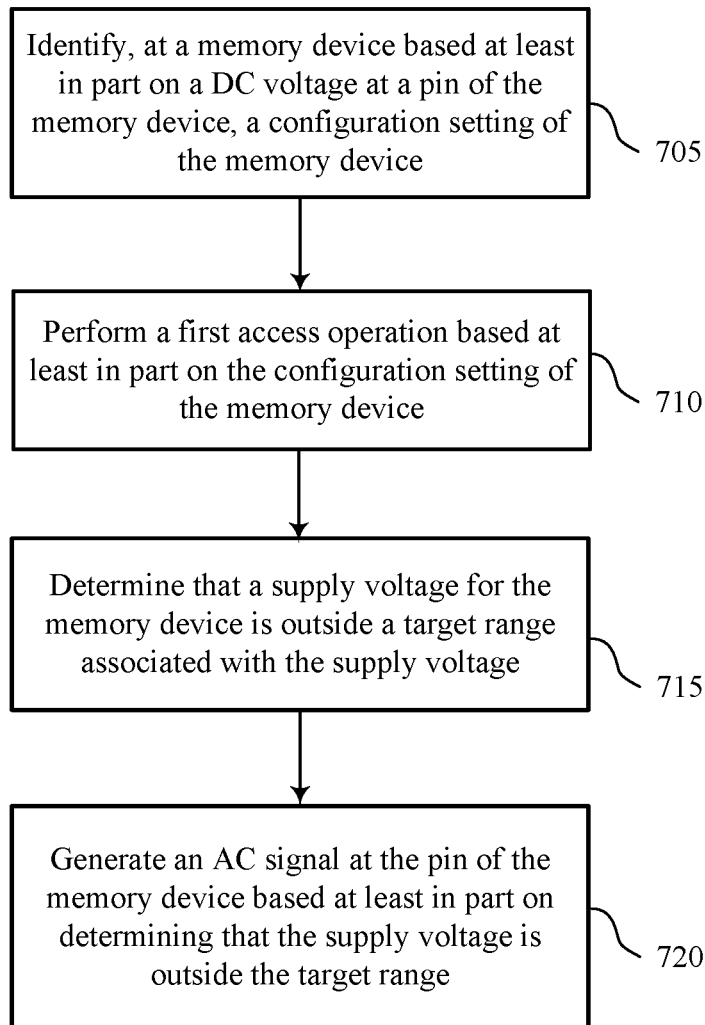 Identify, at a memory device based at least
in part on a DC voltage at a pin of the
memory device, a configuration setting of
the memory device
705
Perform a first access operation based at
least in part on the configuration setting of
the memory device
710
Determine that a supply voltage for the
memory device is outside a target range
associated with the supply voltage
715
Generate an AC signal at the pin of the
memory device based at least in part on
determining that the supply voltage is
outside the target range
720